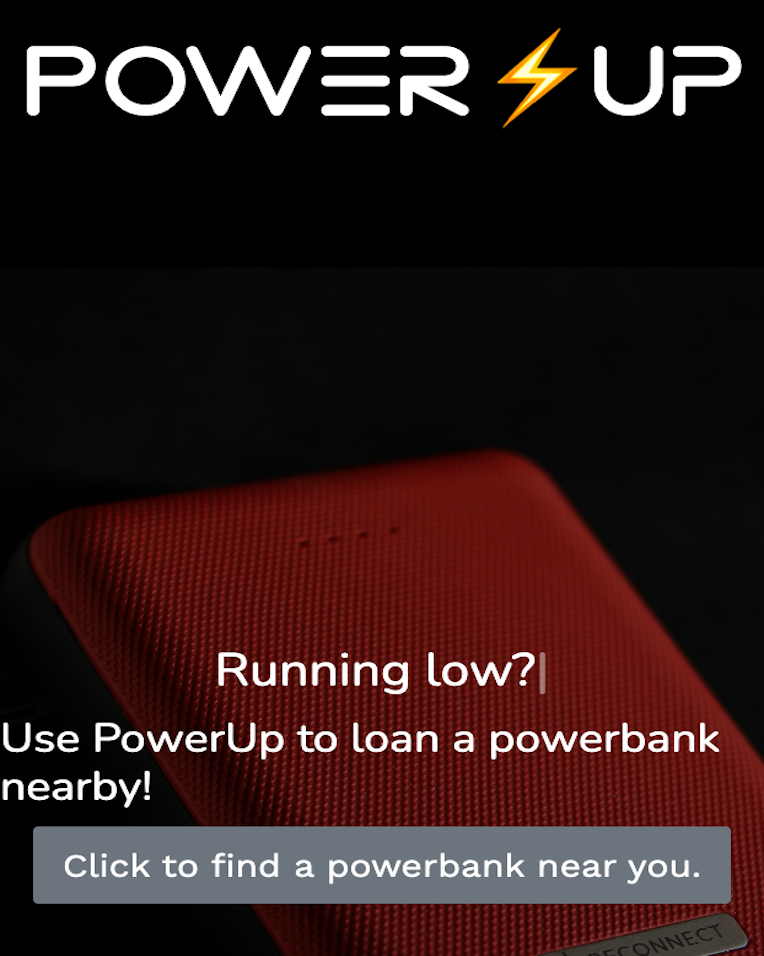 POWER⚡UP
Running low?
Use PowerUp to loan a powerbank
nearby!
Click to find a powerbank near you.
RECONNECT